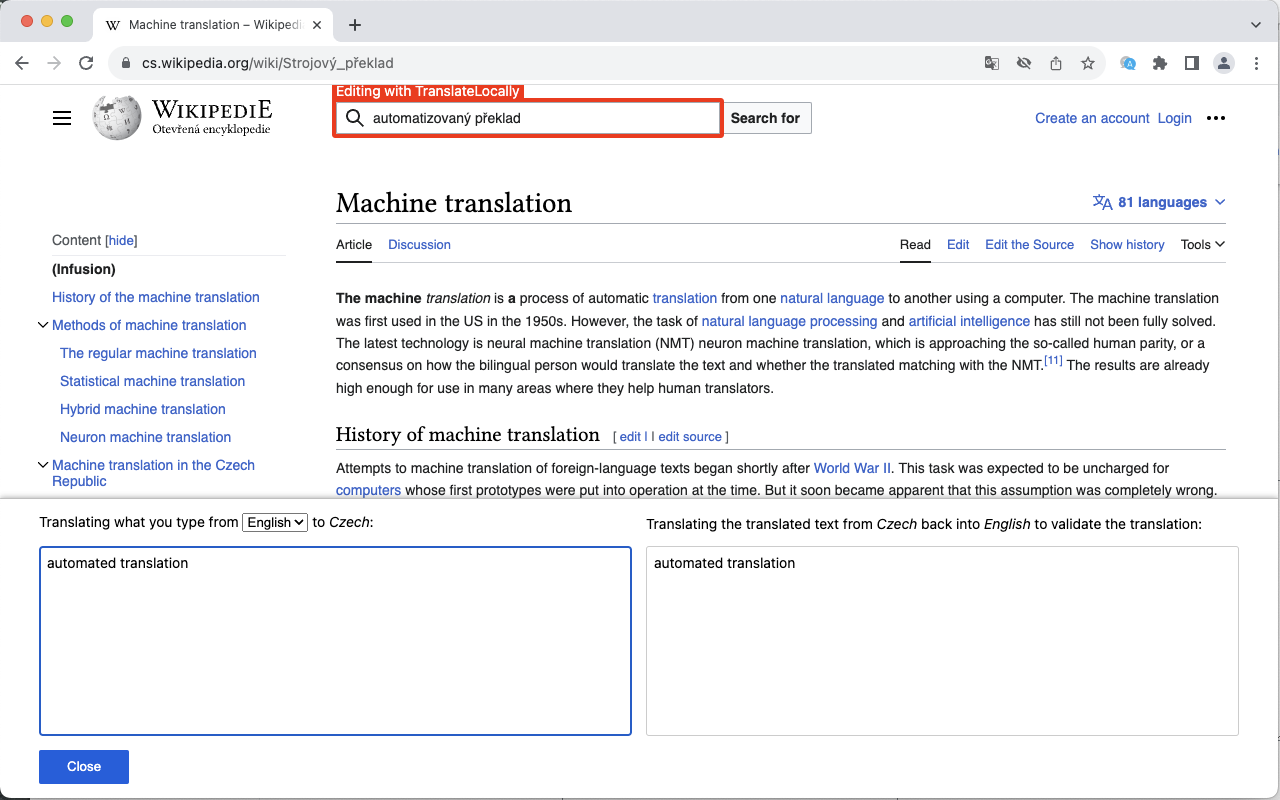 Machine translation – Wikipedi
cs.wikipedia.org/wiki/Strojový_překlad
Editing with TranslateLocally
WIKIPEDIE
Otevřená encyklopedie
automatizovaný překlad
Search for
Create an account Login
Machine translation
81 languages
Article Discussion
Read Edit Edit the Source Show history Tools
Content [hide]
(Infusion)
History of the machine translation
Methods of machine translation
The regular machine translation
Statistical machine translation
Hybrid machine translation
Neuron machine translation
Machine translation in the Czech
Republic
The machine translation is a process of automatic translation from one natural language to another using a computer. The machine translation
was first used in the US in the 1950s. However, the task of natural language processing and artificial intelligence has still not been fully solved.
The latest technology is neural machine translation (NMT) neuron machine translation, which is approaching the so-called human parity, or a
consensus on how the bilingual person would translate the text and whether the translated matching with the NMT.[11] The results are already
high enough for use in many areas where they help human translators.
History of machine translation [ edit | | edit source ]
Attempts to machine translation of foreign-language texts began shortly after World War II. This task was expected to be uncharged for
computers whose first prototypes were put into operation at the time. But it soon became apparent that this assumption was completely wrong.
Translating what you type from English to Czech:
automated translation
Translating the translated text from Czech back into English to validate the translation:
automated translation
Close